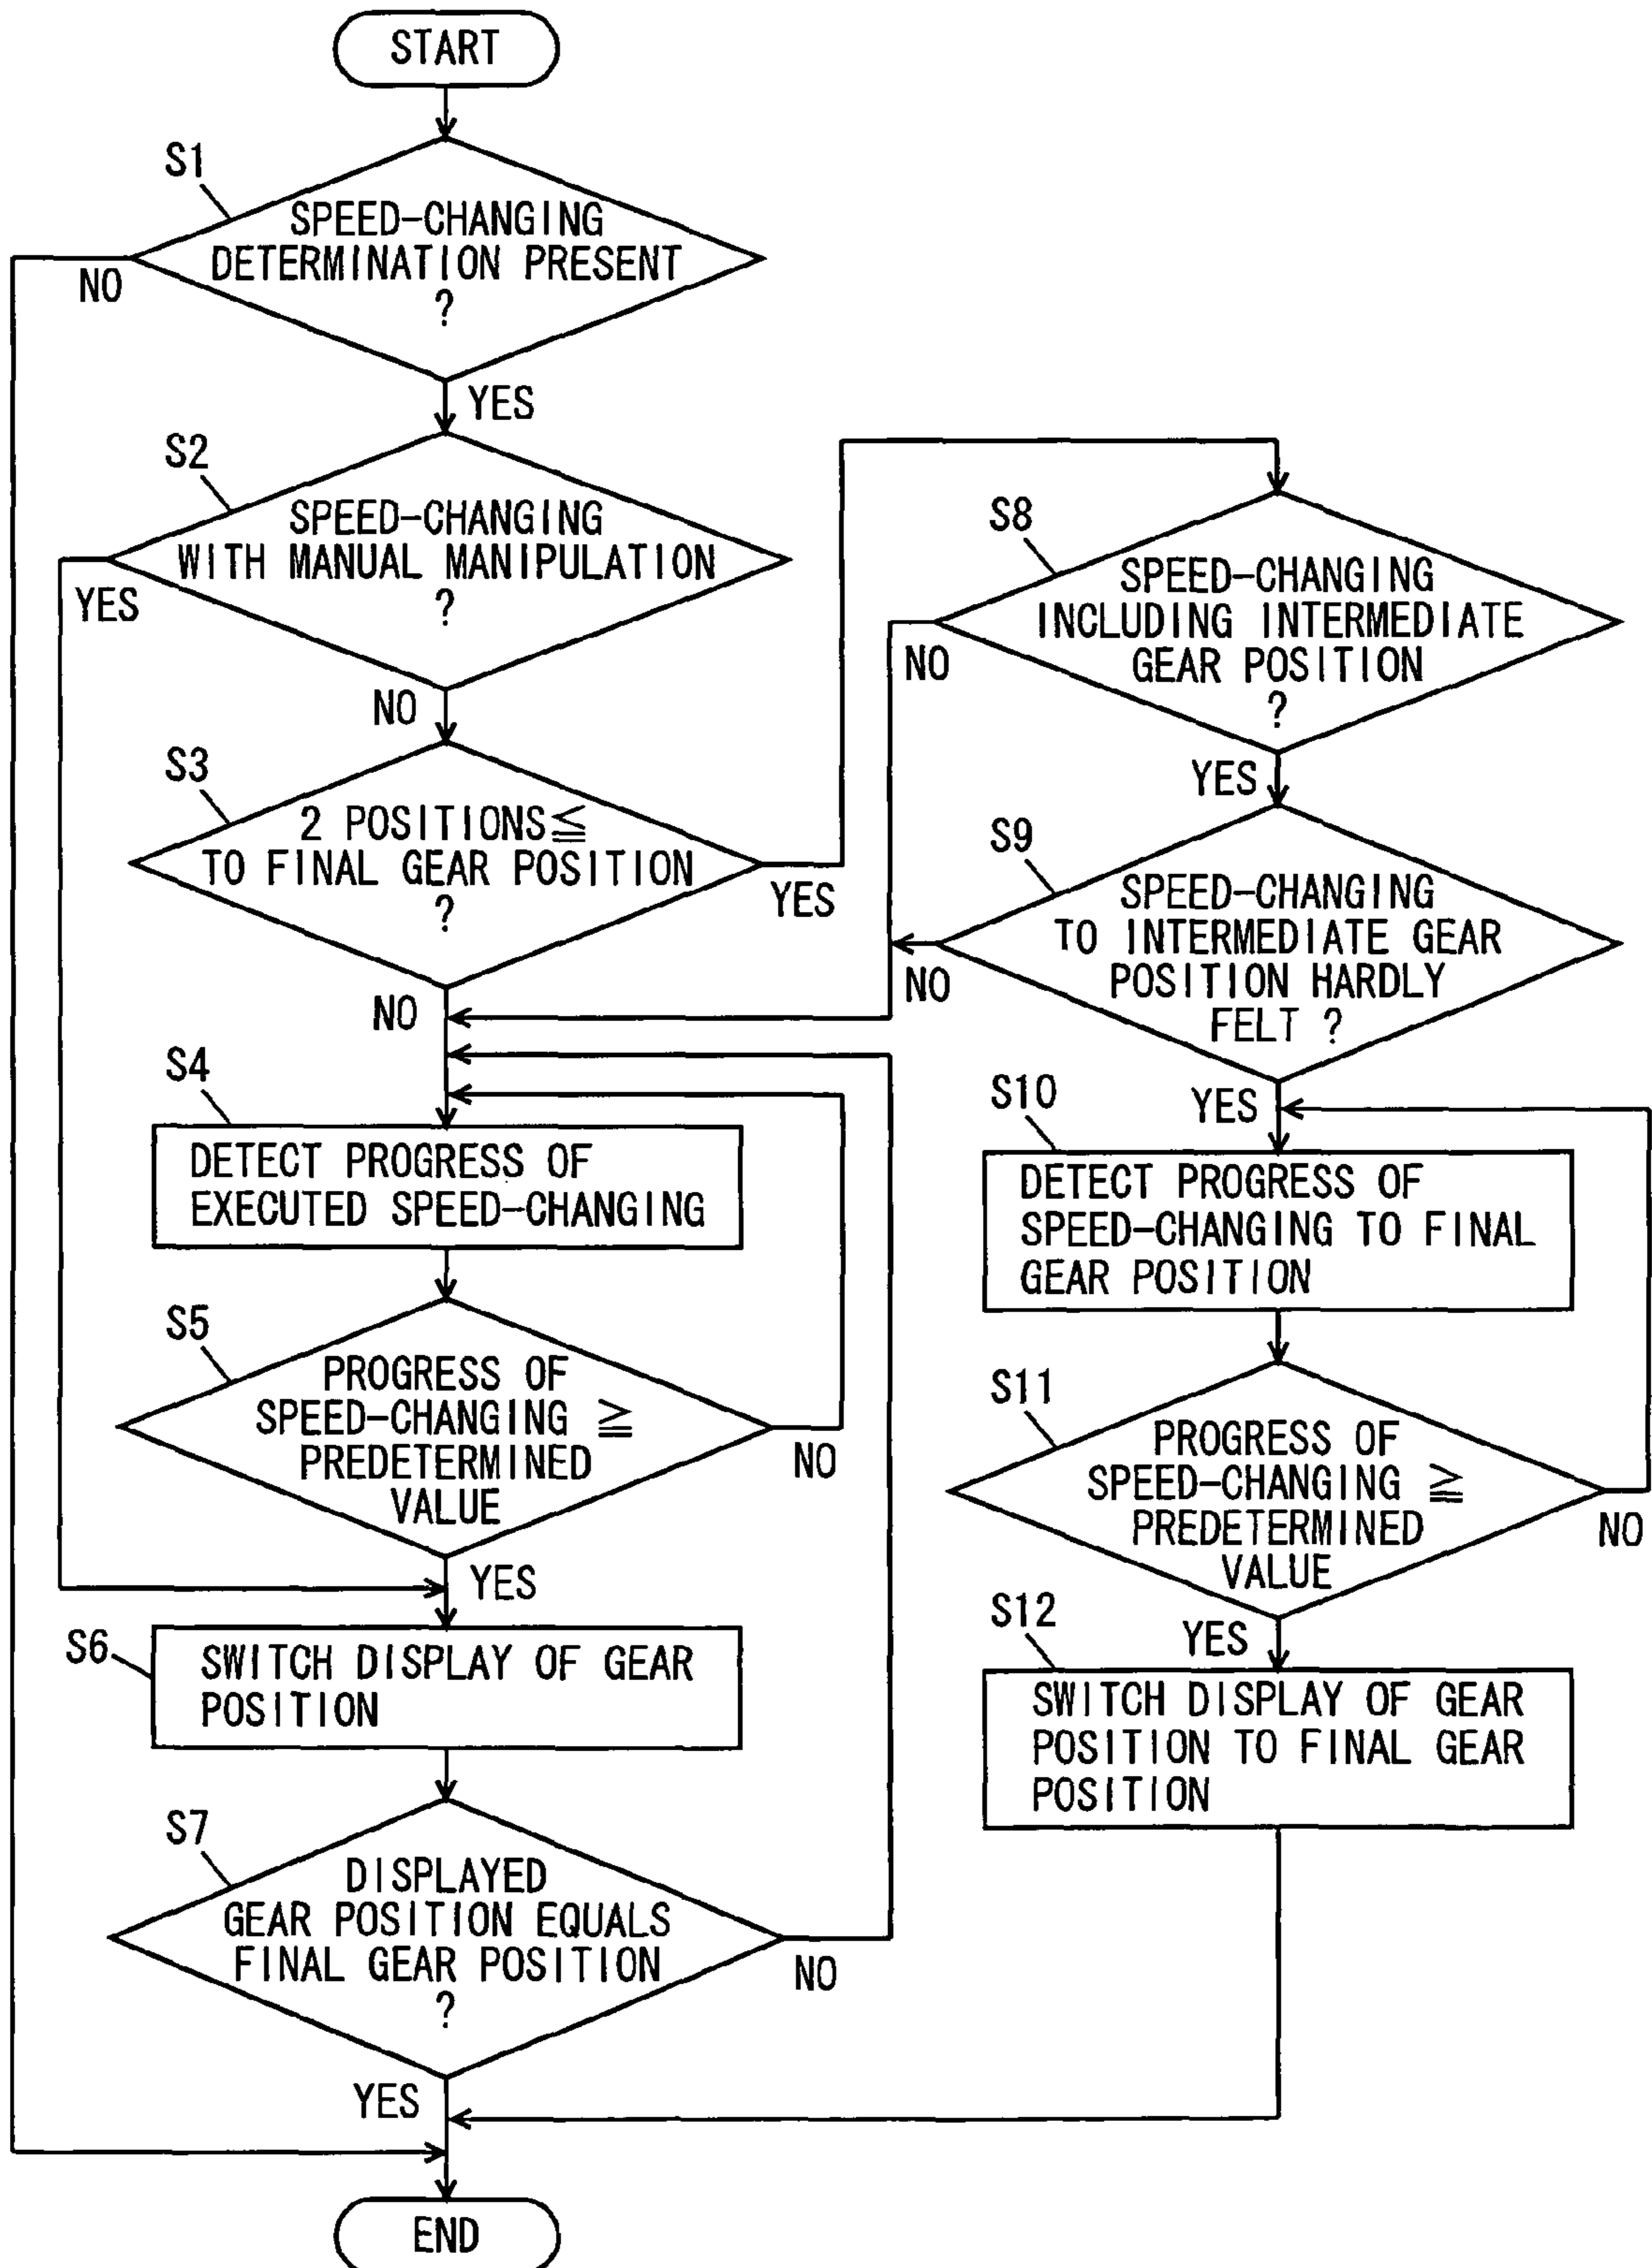 START
S1
SPEED-CHANGING
DETERMINATION PRESENT
?
NO
YES
S2
SPEED-CHANGING
WITH MANUAL MANIPULATION
?
YES
NO
S3
2 POSITIONS≦
TO FINAL GEAR POSITION
?
YES
NO
S4
DETECT PROGRESS OF
EXECUTED SPEED-CHANGING
S5
PROGRESS OF
SPEED-CHANGING ≧
PREDETERMINED
VALUE
NO
YES
S6
SWITCH DISPLAY OF GEAR
POSITION
S7
DISPLAYED
GEAR POSITION EQUALS
FINAL GEAR POSITION
?
NO
YES
END
S8
SPEED-CHANGING
INCLUDING INTERMEDIATE
GEAR POSITION
?
NO
YES
S9
SPEED-CHANGING
TO INTERMEDIATE GEAR
POSITION HARDLY
FELT ?
NO
YES
S10
DETECT PROGRESS OF
SPEED-CHANGING TO FINAL
GEAR POSITION
S11
PROGRESS OF
SPEED-CHANGING ≧
PREDETERMINED
VALUE
NO
YES
S12
SWITCH DISPLAY OF GEAR
POSITION TO FINAL GEAR
POSITION